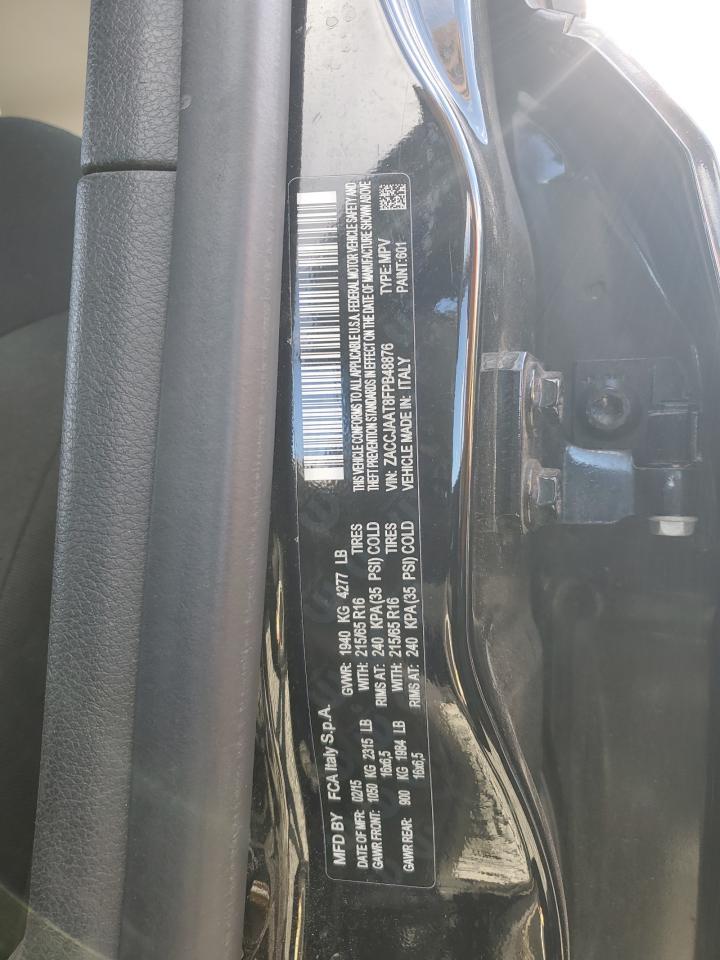 MFD BY FCA Italy S.p.A.
DATE OF MFR: 02/15 GVWR: 1940 KG 4277 LB
GAWR FRONT: 1050 KG 2315 LB WITH: 215/65 R16 TIRES
16x6,5 RIMS AT: 240 KPA (35 PSI) COLD
GAWR REAR: 900 KG 1984 LB WITH: 215/65 R16 TIRES
16x6,5 RIMS AT: 240 KPA (35 PSI) COLD
THIS VEHICLE CONFORMS TO ALL APPLICABLE U.S.A. FEDERAL MOTOR VEHICLE SAFETY AND
THEFT PREVENTION STANDARDS IN EFFECT ON THE DATE OF MANUFACTURE SHOWN ABOVE
VIN: ZACCJAAT8FPB48876 TYPE: MPV
VEHICLE MADE IN: ITALY PAINT: 601